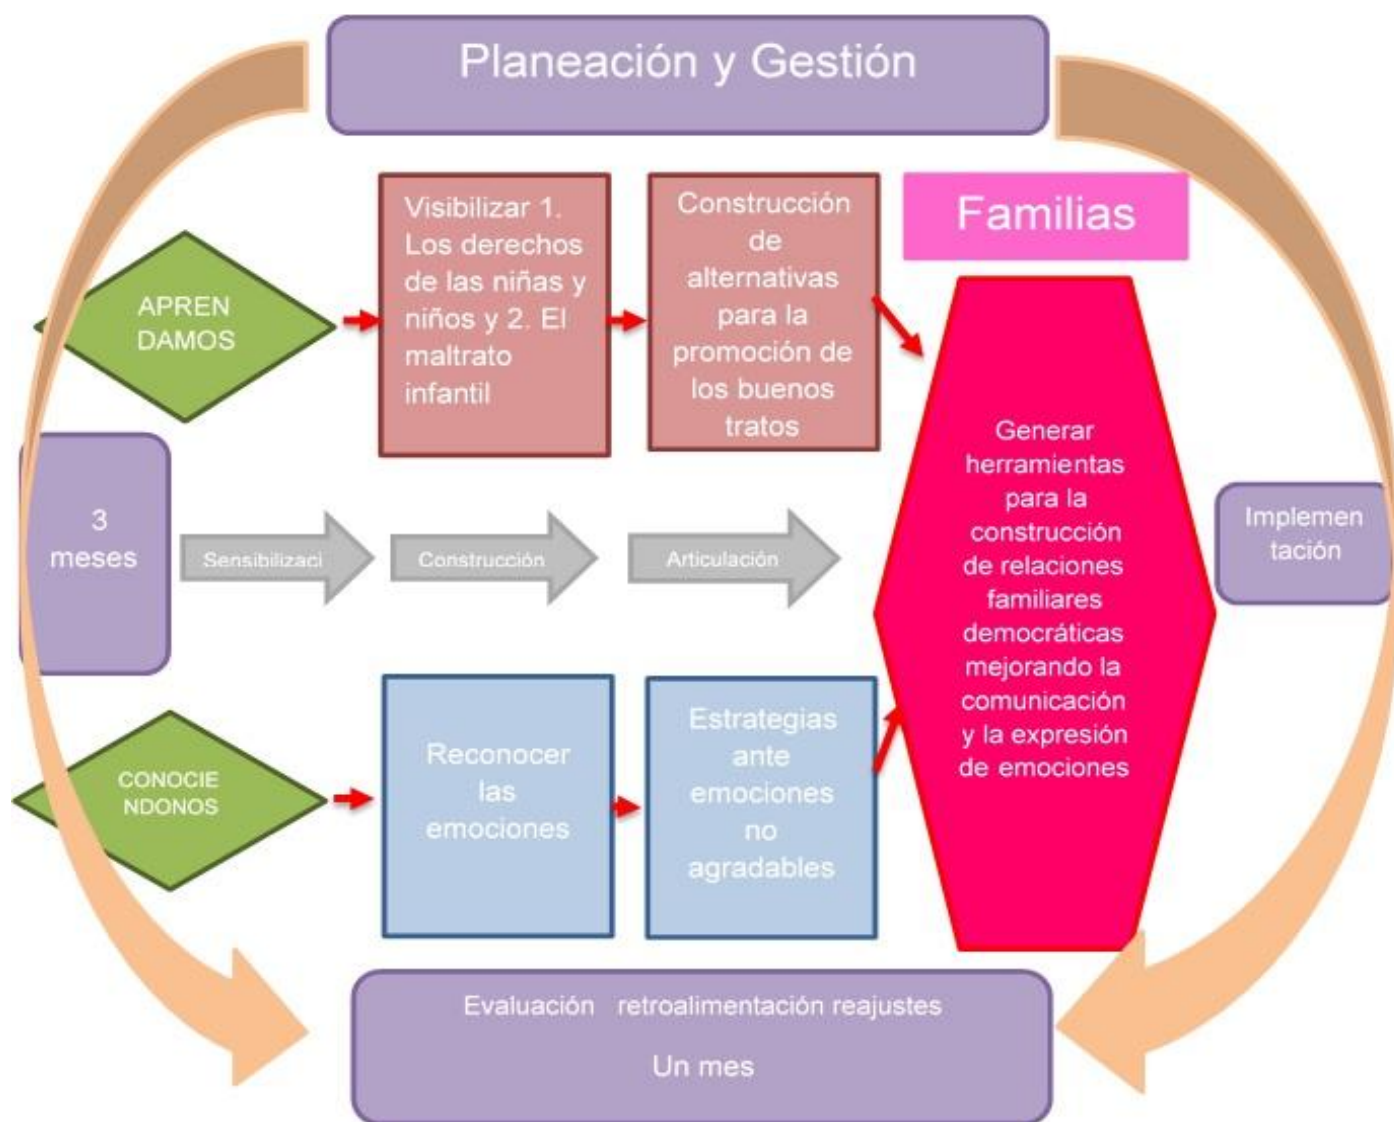 Planeación y Gestión
Familias
APREN
DAMOS
Visibilizar 1.
Los derechos
de las niñas y
niños y 2. El
maltrato
infantil
Construcción
de
alternativas
para la
promoción de
los buenos
tratos
3
meses
Sensibilizaci
Construcción
Articulación
Generar
herramientas
para la
construcción
de relaciones
familiares
democráticas
mejorando la
comunicación
y la expresión
de emociones
Implemen
tación
CONOCIE
NDONOS
Reconocer
las
emociones
Estrategias
ante
emociones
no
agradables
Evaluación retroalimentación reajustes
Un mes